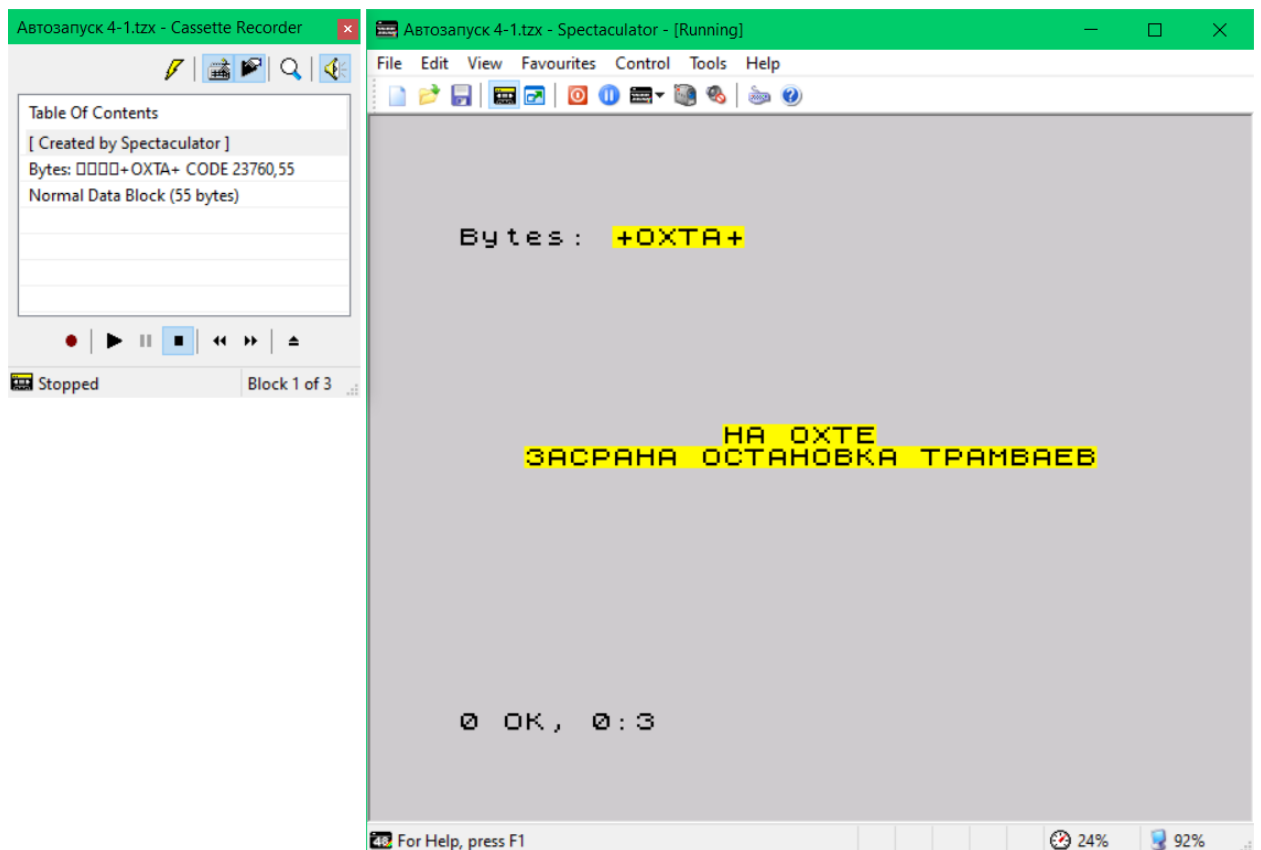 Автозапуск 4-1.tzx - Cassette Recorder
Table Of Contents
[ Created by Spectaculator ]
Bytes: □□□□+OXTA+ CODE 23760,55
Normal Data Block (55 bytes)
Stopped
Block 1 of 3
Автозапуск 4-1.tzx - Spectaculator - [Running]
File Edit View Favourites Control Tools Help
Bytes: +OXTA+
НА ОХТЕ
ЗАСРАНА ОСТАНОВКА ТРАМВАЕВ
0 OK, 0:3
48 For Help, press F1
24%
92%